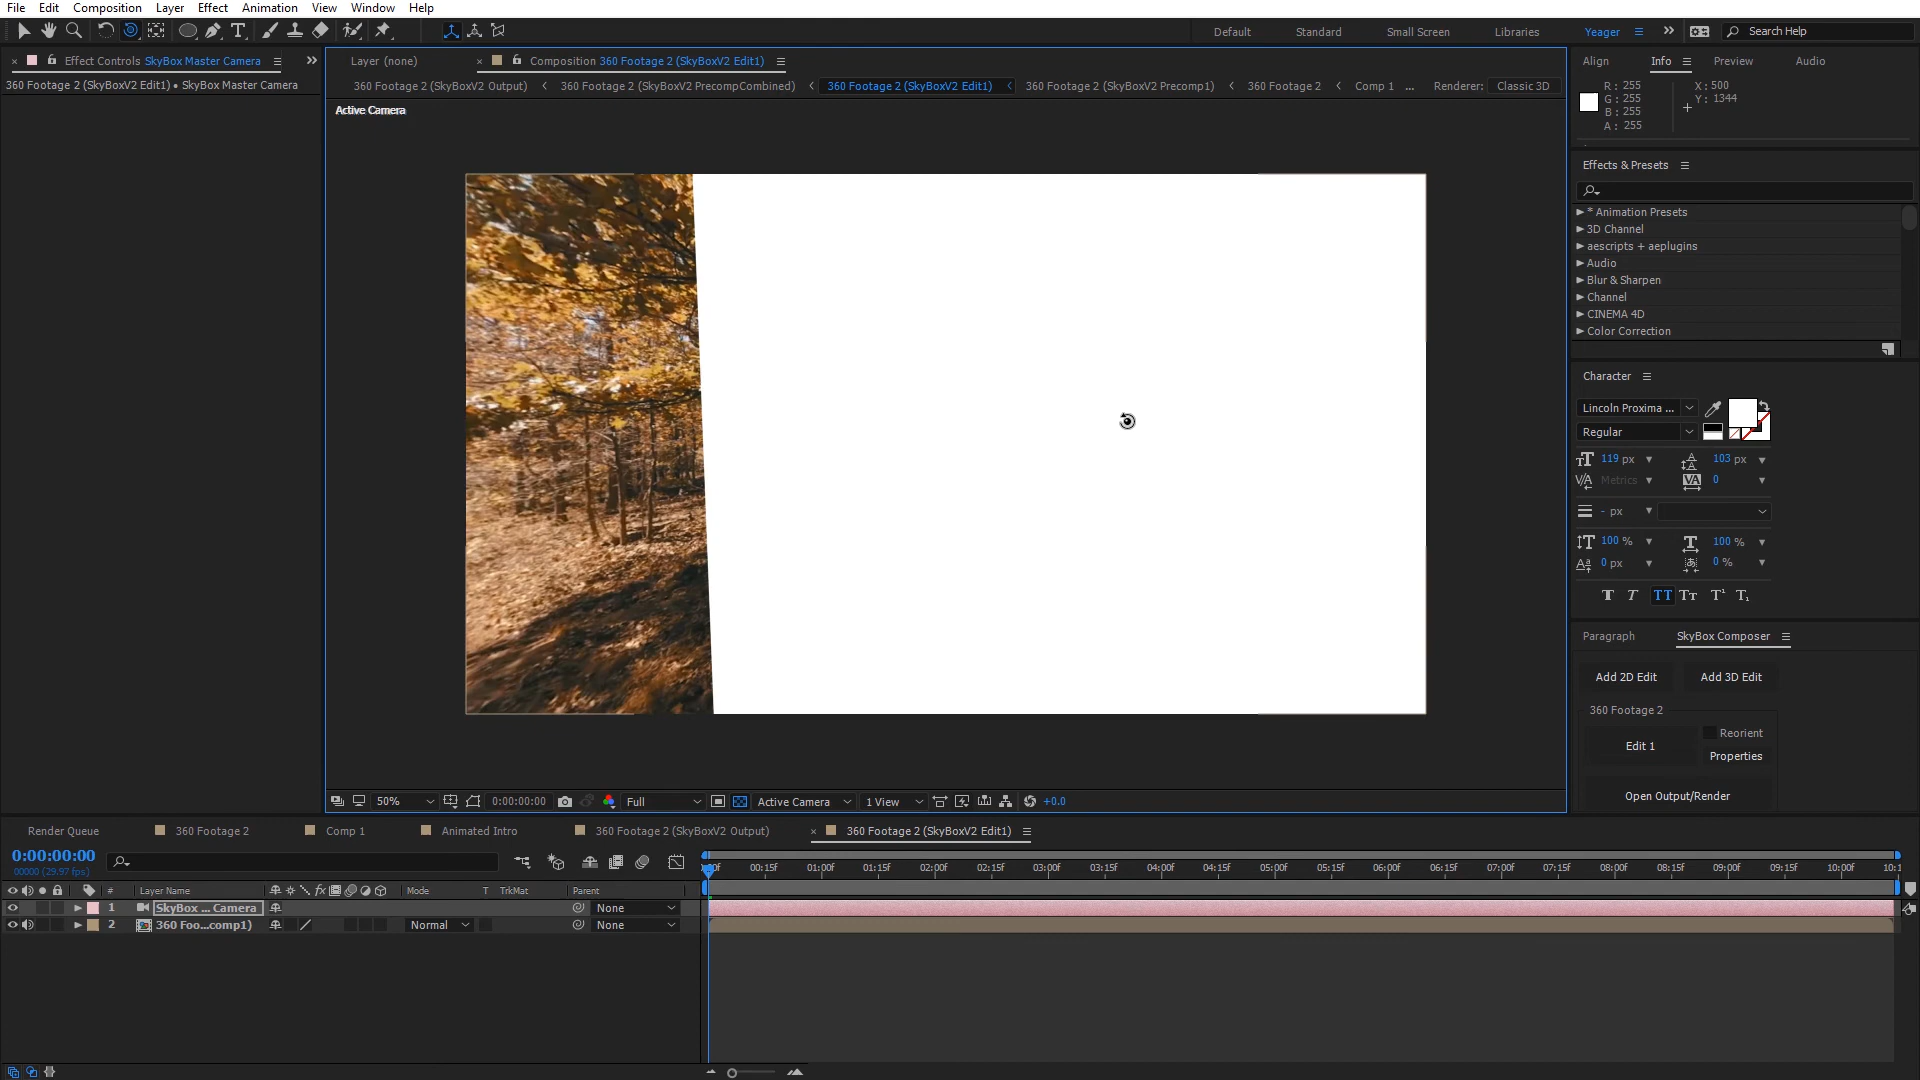 File Edit Composition Layer Effect Animation View Window Help
Default Standard Small Screen Libraries Yeager Search Help
Effect Controls SkyBox Master Camera
360 Footage 2 (SkyBoxV2 Edit1) • SkyBox Master Camera
Layer (none) Composition 360 Footage 2 (SkyBoxV2 Edit1)
360 Footage 2 (SkyBoxV2 Output) 360 Footage 2 (SkyBoxV2 PrecompCombined) 360 Footage 2 (SkyBoxV2 Edit1) 360 Footage 2 (SkyBoxV2 Precomp1) 360 Footage 2 Comp 1 ... Renderer: Classic 3D
Active Camera
Align Info Preview Audio
R: 255
G: 255
B: 255
A: 255
X: 500
Y: 1344
Effects & Presets
* Animation Presets
3D Channel
aescripts + aeplugins
Audio
Blur & Sharpen
Channel
CINEMA 4D
Color Correction
Character
Lincoln Proxima ...
Regular
119 px 103 px
Metrics 0
- px
100 % 100 %
0 px 0 %
Paragraph SkyBox Composer
Add 2D Edit Add 3D Edit
360 Footage 2
Edit 1 Reorient
Properties
Open Output/Render
50% 0:00:00:00 Full Active Camera 1 View +0.0
Render Queue 360 Footage 2 Comp 1 Animated Intro 360 Footage 2 (SkyBoxV2 Output) 360 Footage 2 (SkyBoxV2 Edit1)
0:00:00:00
00000 (29.97 fps)
00:15f 01:00f 01:15f 02:00f 02:15f 03:00f 03:15f 04:00f 04:15f 05:00f 05:15f 06:00f 06:15f 07:00f 07:15f 08:00f 08:15f 09:00f 09:15f 10:00f
# Layer Name Mode T TrkMat Parent
1 SkyBox ... Camera None
2 360 Foo...comp1) Normal None